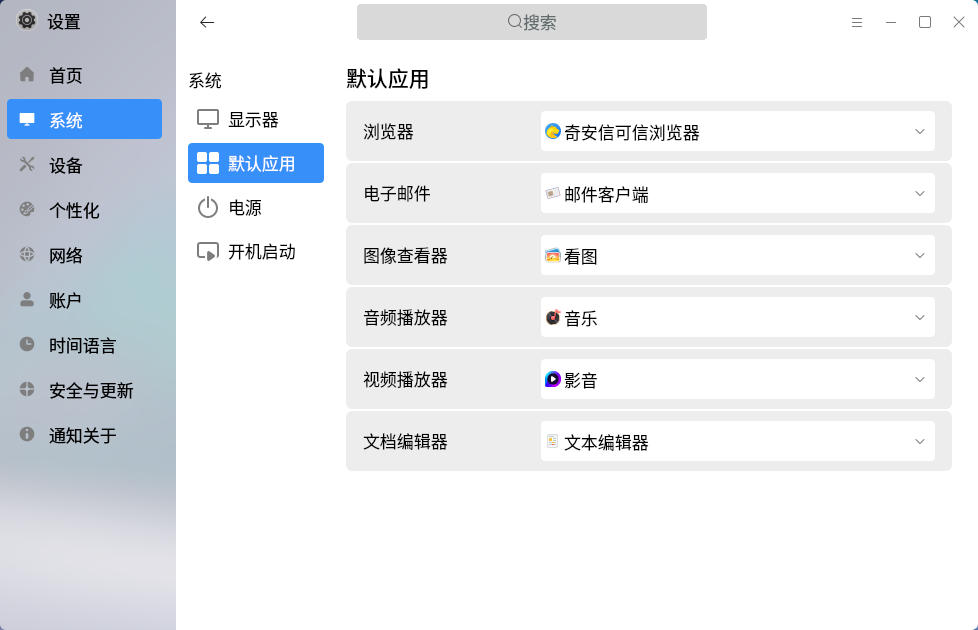 设置
搜索
首页
系统
设备
个性化
网络
账户
时间语言
安全与更新
通知关于
系统
显示器
默认应用
电源
开机启动
默认应用
浏览器 奇安信可信浏览器
电子邮件 邮件客户端
图像查看器 看图
音频播放器 音乐
视频播放器 影音
文档编辑器 文本编辑器